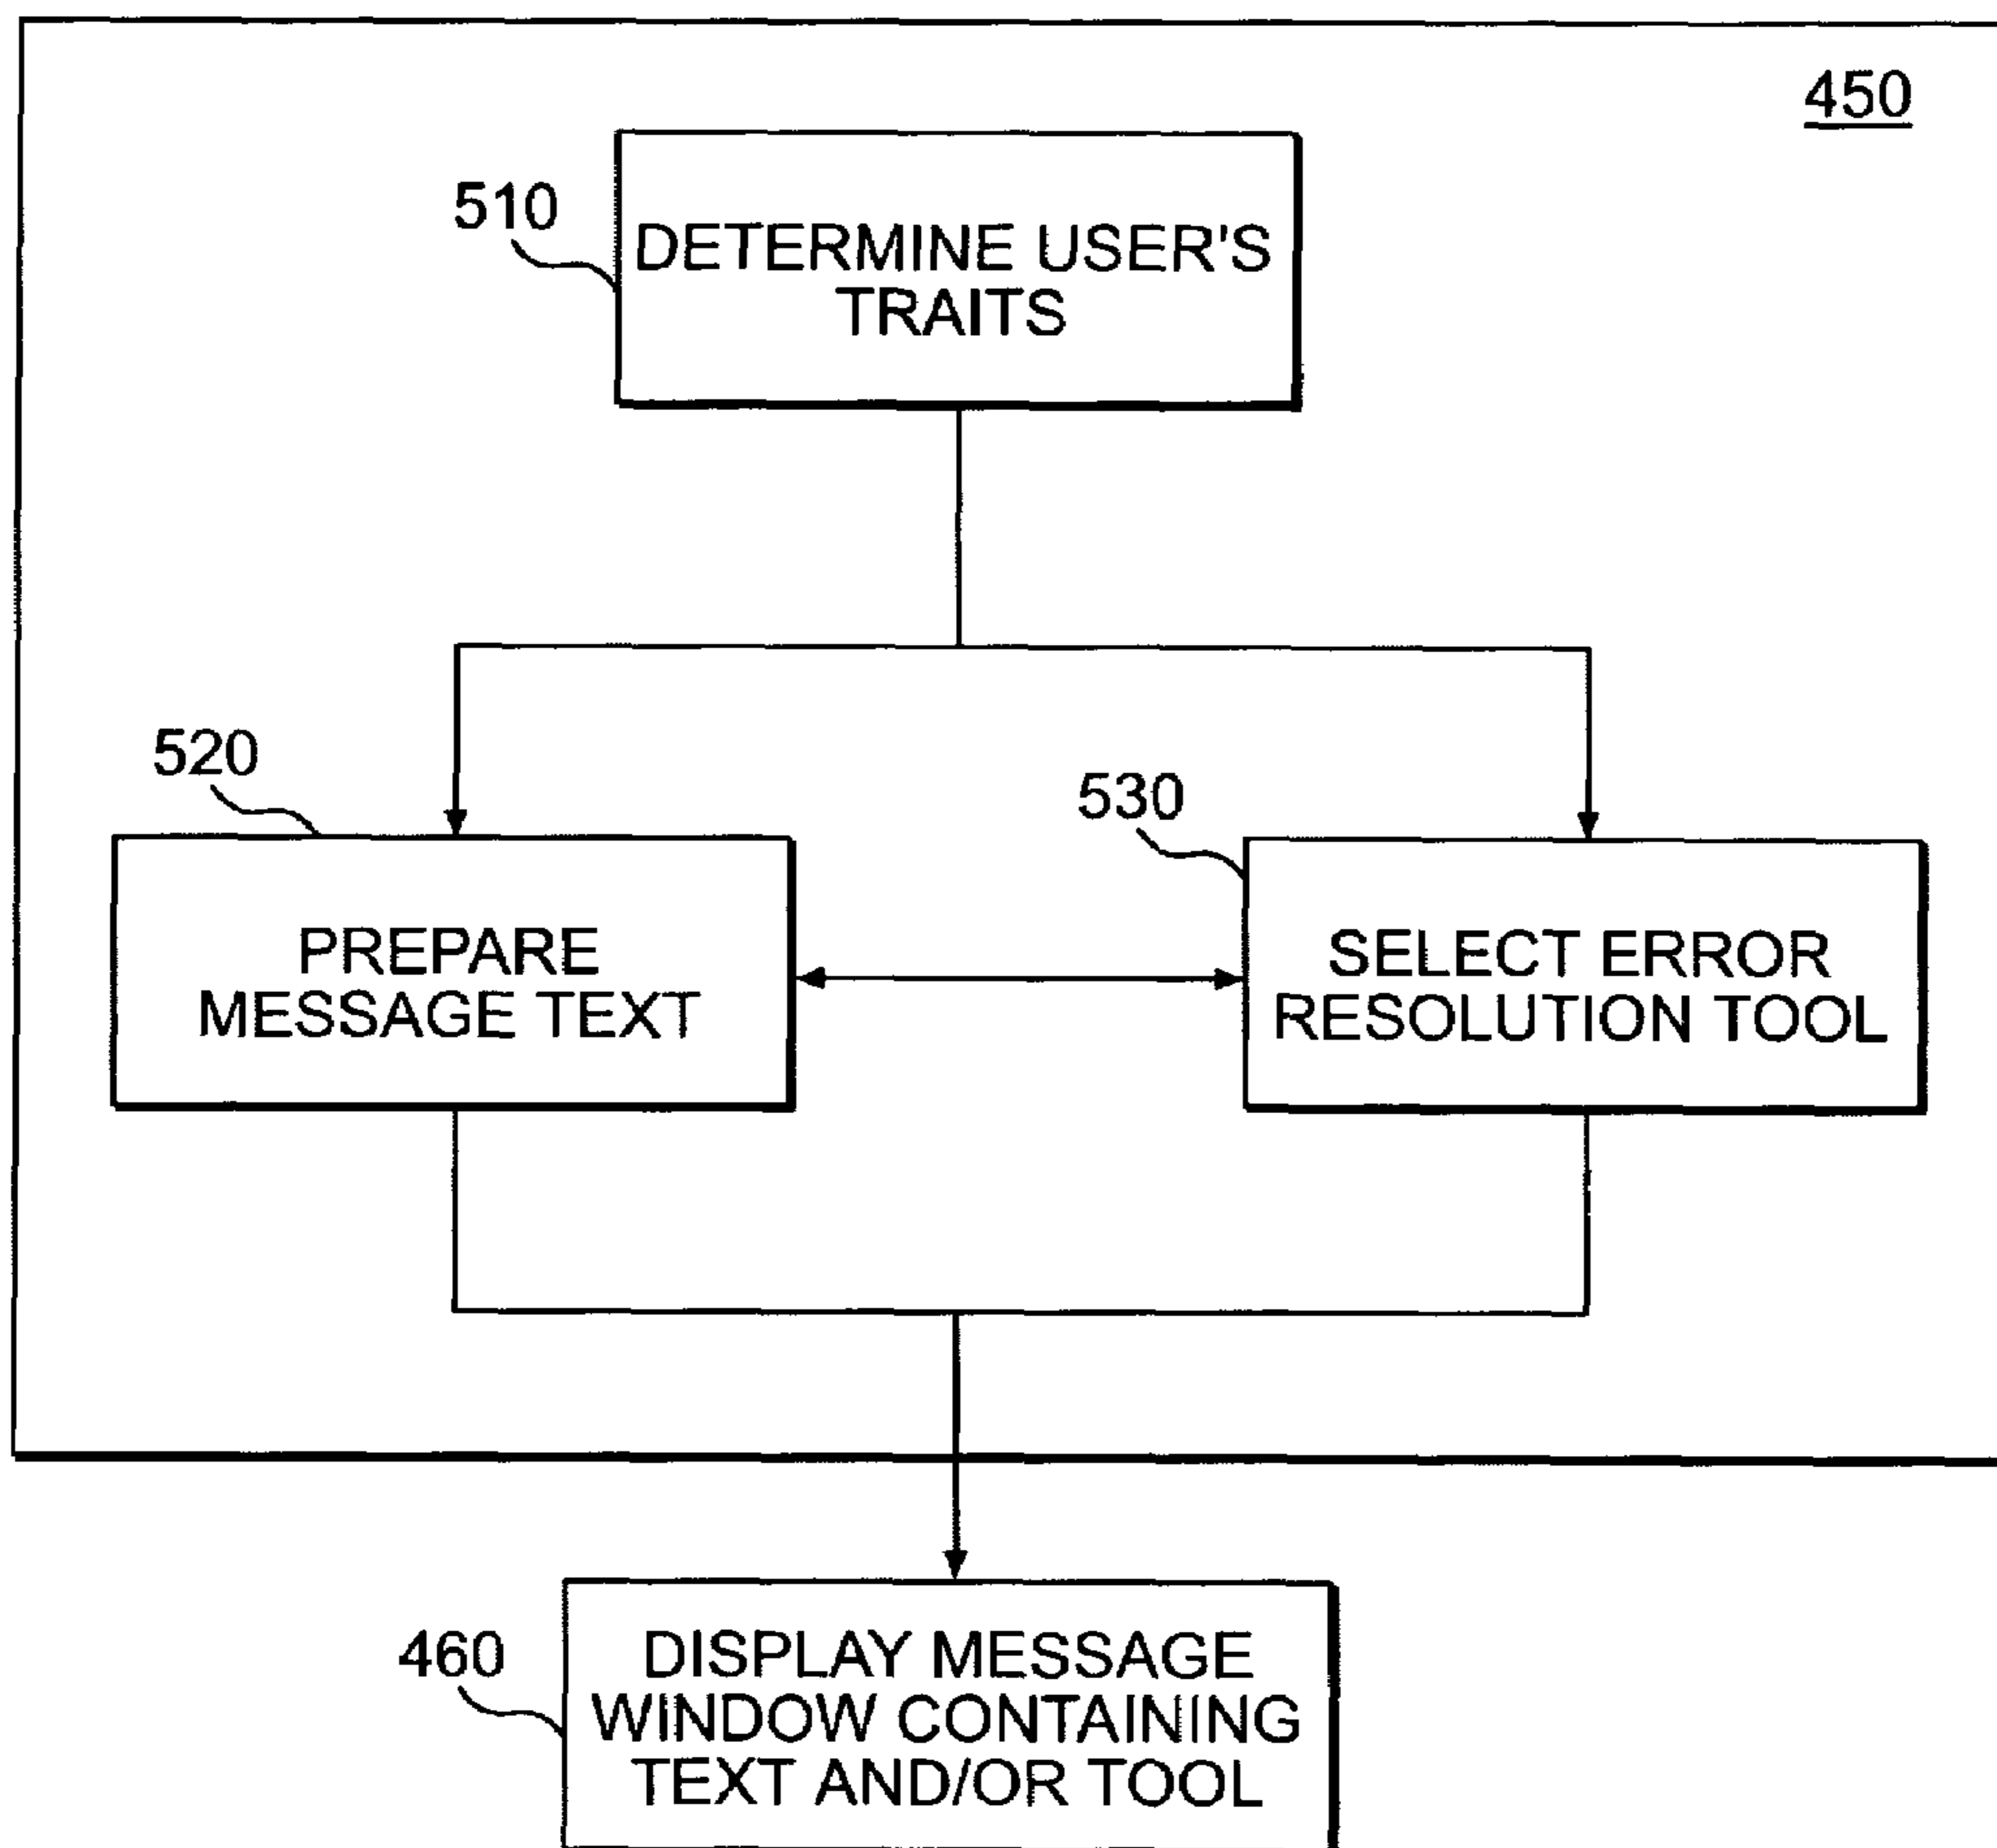 450
510
DETERMINE USER'S
TRAITS
520
530
PREPARE
MESSAGE TEXT
SELECT ERROR
RESOLUTION TOOL
460
DISPLAY MESSAGE
WINDOW CONTAINING
TEXT AND/OR TOOL